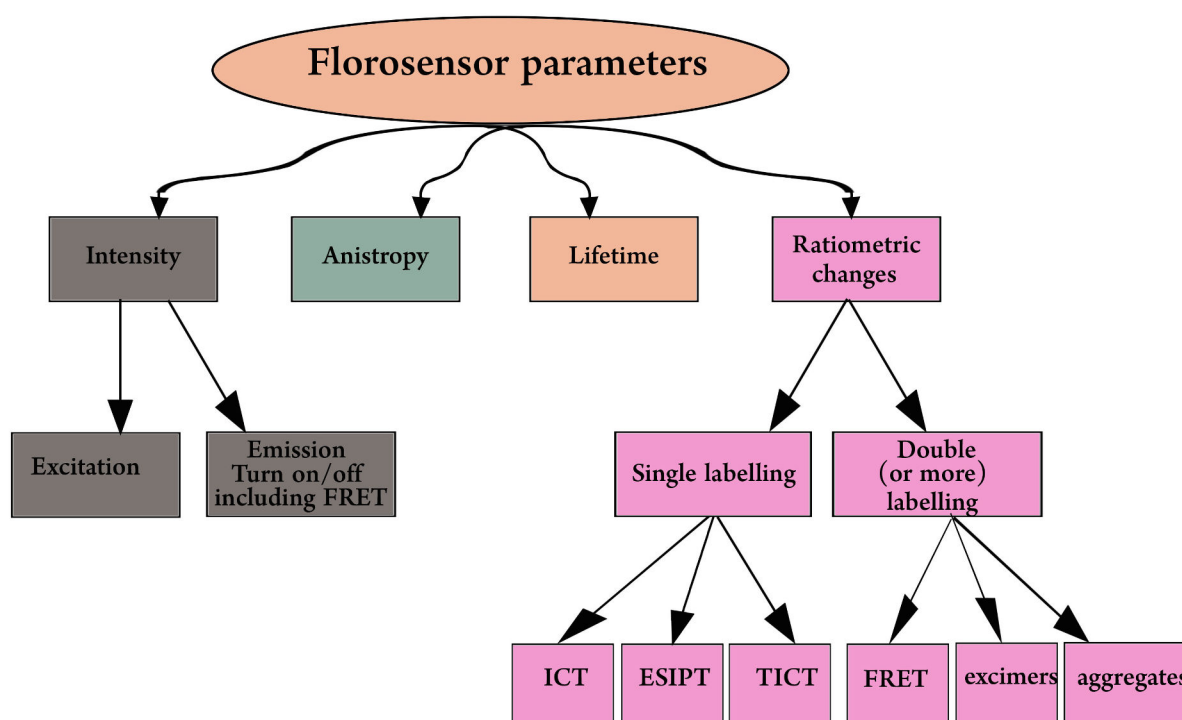 Florosensor parameters
Intensity
Anistropy
Lifetime
Ratiometric
changes
Excitation
Emission
Turn on/off
including FRET
Single labelling
Double
(or more)
labelling
ICT
ESIPT
TICT
FRET
excimers
aggregates